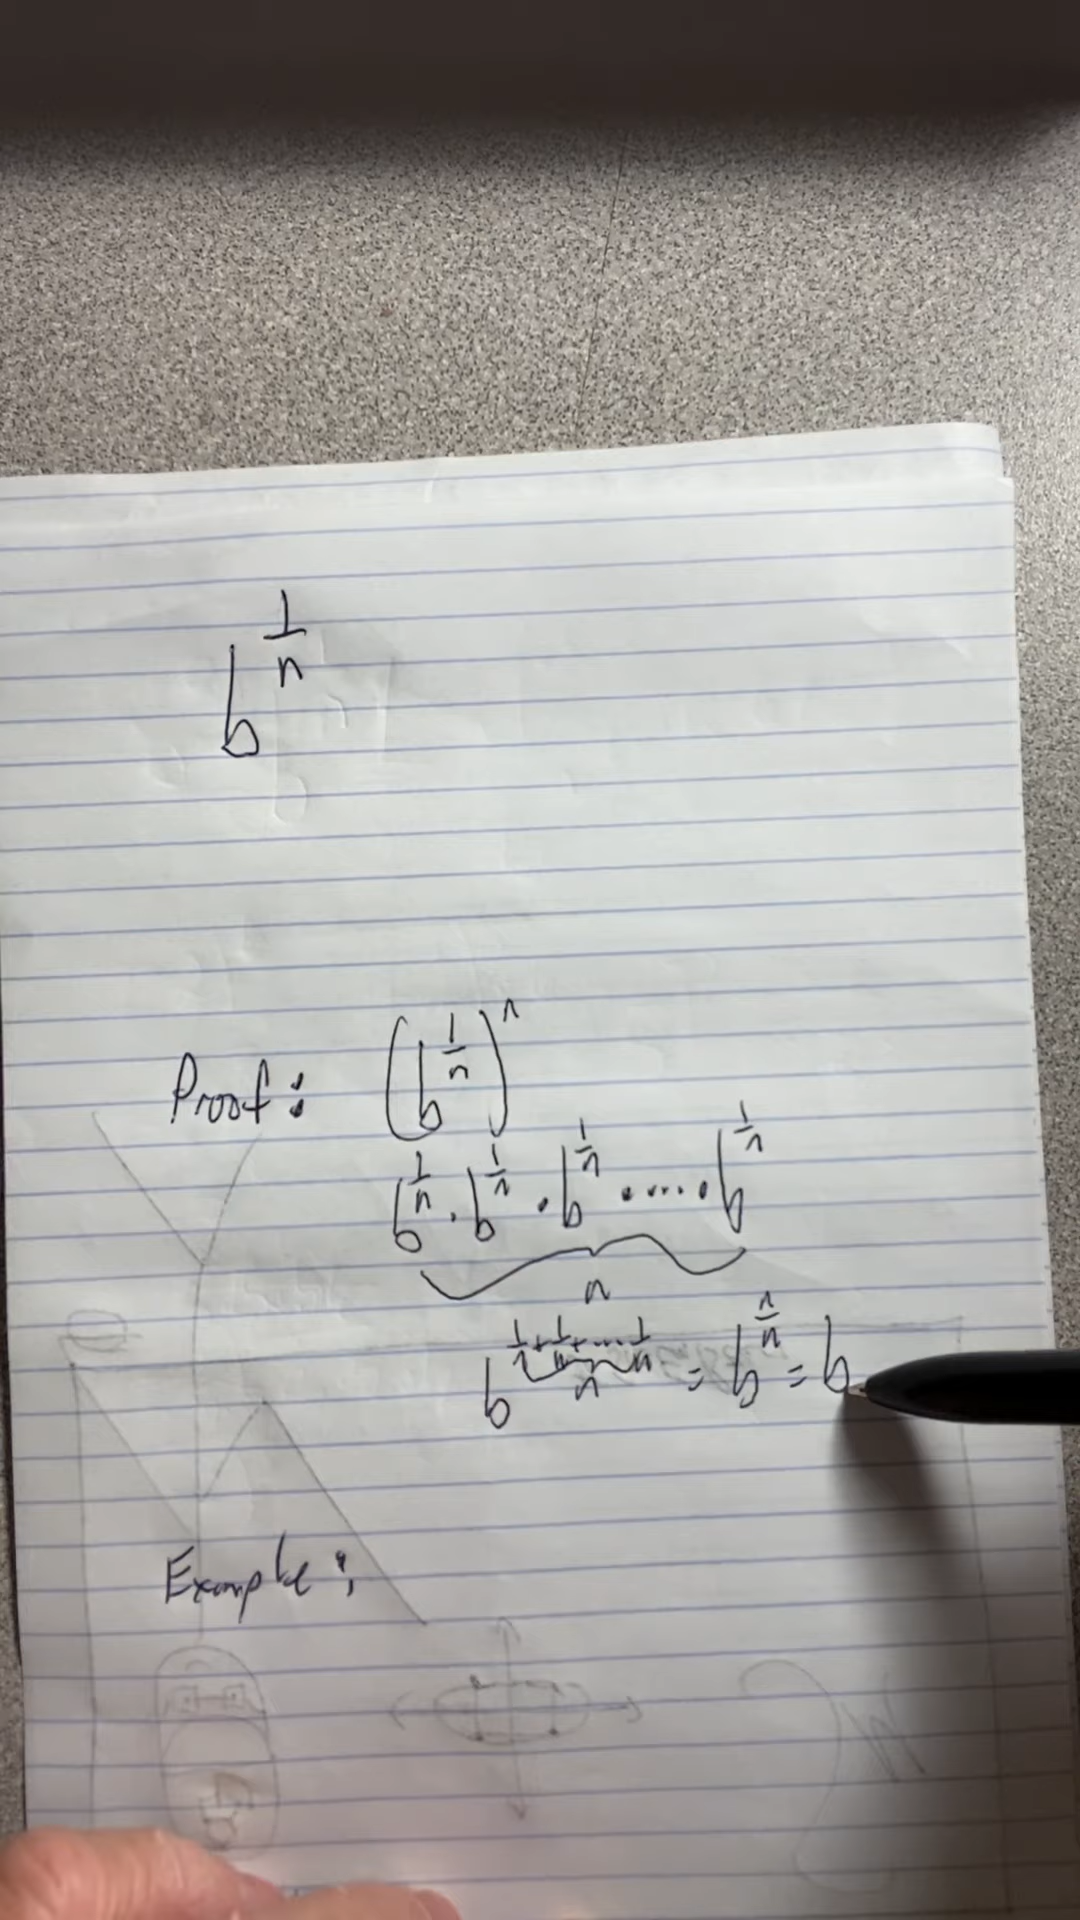 b^(1/n)
Proof: (b^(1/n))^n
b^(1/n) · b^(1/n) · b^(1/n) · ..... · b^(1/n)
n
b^(1/n + 1/n + ... 1/n) = b^(n/n) = b
n
Example: